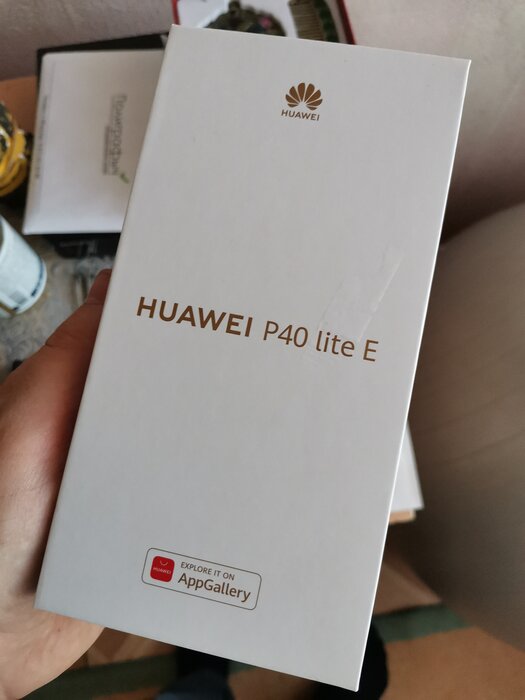 HUAWEI
HUAWEI P40 lite E
HUAWEI
EXPLORE IT ON
AppGallery